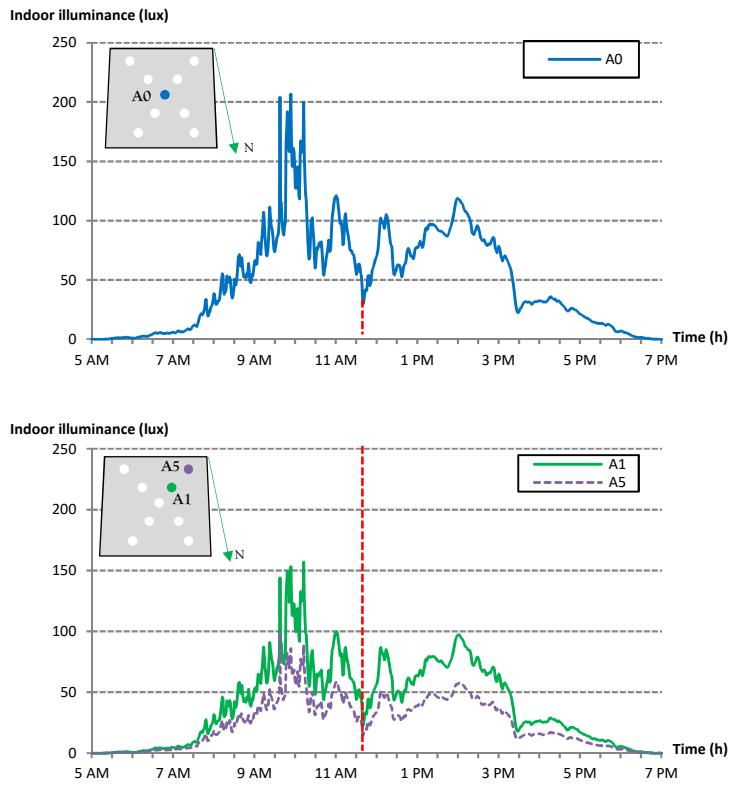 Indoor illuminance (lux)
250
A0
200
A0
N
150
100
50
0
Time (h)
5 AM 7 AM 9 AM 11 AM 1 PM 3 PM 5 PM 7 PM
Indoor illuminance (lux)
250
A5
A1
A1
A5
200
N
150
100
50
0
Time (h)
5 AM 7 AM 9 AM 11 AM 1 PM 3 PM 5 PM 7 PM